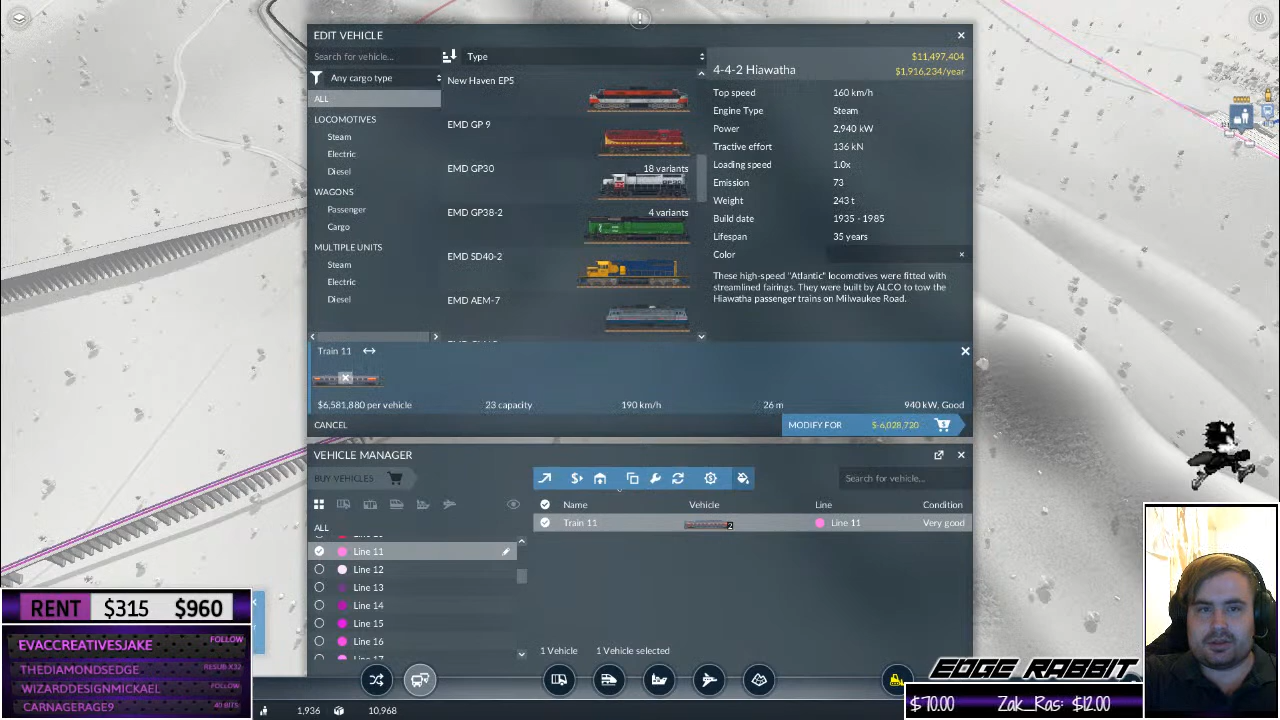 EDIT VEHICLE
Search for vehicle...
Type
Any cargo type
ALL
LOCOMOTIVES
Steam
Electric
Diesel
WAGONS
Passenger
Cargo
MULTIPLE UNITS
Steam
Electric
Diesel
New Haven EP5
EMD GP 9
EMD GP30
18 variants
EMD GP38-2
4 variants
EMD SD40-2
EMD AEM-7
$11,497,404
4-4-2 Hiawatha
$1,916,234/year
Top speed 160 km/h
Engine Type Steam
Power 2,940 kW
Tractive effort 136 kN
Loading speed 1.0x
Emission 73
Weight 243 t
Build date 1935 - 1985
Lifespan 35 years
Color
These high-speed "Atlantic" locomotives were fitted with
streamlined fairings. They were built by ALCO to tow the
Hiawatha passenger trains on Milwaukee Road.
Train 11
$6,581,880 per vehicle 23 capacity 190 km/h 26 m 940 kW, Good
CANCEL
MODIFY FOR $-6,028,720
VEHICLE MANAGER
BUY VEHICLES
Search for vehicle...
Name Vehicle Line Condition
Train 11 2 Line 11 Very good
ALL
Line 11
Line 12
Line 13
Line 14
Line 15
Line 16
1 Vehicle 1 Vehicle selected
1,936 10,968
RENT $315 $960
EVACCREATIVESJAKE FOLLOW
THEDIAMONDSEDGE RESUB X32
WIZARDDESIGNMICKAEL FOLLOW
CARNAGERAGE9 40 BITS
EDGE RABBIT
$70.00 Zak_Ras: $12.00